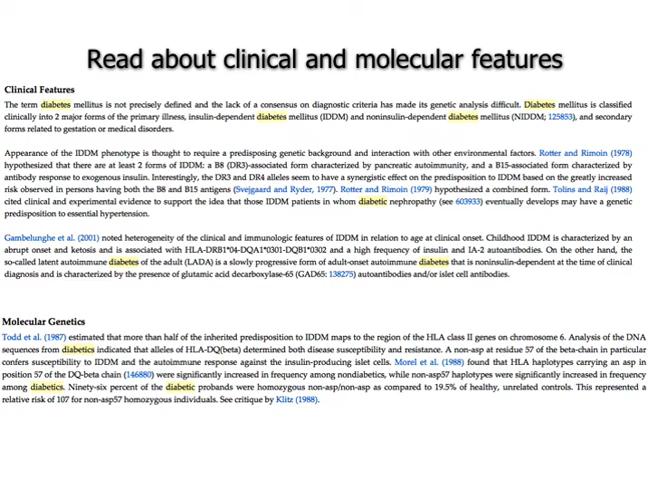 Read about clinical and molecular features
Clinical Features
The term diabetes mellitus is not precisely defined and the lack of a consensus on diagnostic criteria has made its genetic analysis difficult. Diabetes mellitus is classified
clinically into 2 major forms of the primary illness, insulin-dependent diabetes mellitus (IDDM) and noninsulin-dependent diabetes mellitus (NIDDM; 125853), and secondary
forms related to gestation or medical disorders.
Appearance of the IDDM phenotype is thought to require a predisposing genetic background and interaction with other environmental factors. Rotter and Rimoin (1978)
hypothesized that there are at least 2 forms of IDDM: a B8 (DR3)-associated form characterized by pancreatic autoimmunity, and a B15-associated form characterized by
antibody response to exogenous insulin. Interestingly, the DR3 and DR4 alleles seem to have a synergistic effect on the predisposition to IDDM based on the greatly increased
risk observed in persons having both the B8 and B15 antigens (Svejgaard and Ryder, 1977). Rotter and Rimoin (1979) hypothesized a combined form. Tolins and Raij (1988)
cited clinical and experimental evidence to support the idea that those IDDM patients in whom diabetic nephropathy (see 603933) eventually develops may have a genetic
predisposition to essential hypertension.
Gambelunghe et al. (2001) noted heterogeneity of the clinical and immunologic features of IDDM in relation to age at clinical onset. Childhood IDDM is characterized by an
abrupt onset and ketosis and is associated with HLA-DRB1*04-DQA1*0301-DQB1*0302 and a high frequency of insulin and IA-2 autoantibodies. On the other hand, the
so-called latent autoimmune diabetes of the adult (LADA) is a slowly progressive form of adult-onset autoimmune diabetes that is noninsulin-dependent at the time of clinical
diagnosis and is characterized by the presence of glutamic acid decarboxylase-65 (GAD65: 138275) autoantibodies and/or islet cell antibodies.
Molecular Genetics
Todd et al. (1987) estimated that more than half of the inherited predisposition to IDDM maps to the region of the HLA class II genes on chromosome 6. Analysis of the DNA
sequences from diabetics indicated that alleles of HLA-DQ(beta) determined both disease susceptibility and resistance. A non-asp at residue 57 of the beta-chain in particular
confers susceptibility to IDDM and the autoimmune response against the insulin-producing islet cells. Morel et al. (1988) found that HLA haplotypes carrying an asp in
position 57 of the DQ-beta chain (146880) were significantly increased in frequency among nondiabetics, while non-asp57 haplotypes were significantly increased in frequency
among diabetics. Ninety-six percent of the diabetic probands were homozygous non-asp/non-asp as compared to 19.5% of healthy, unrelated controls. This represented a
relative risk of 107 for non-asp57 homozygous individuals. See critique by Klitz (1988).